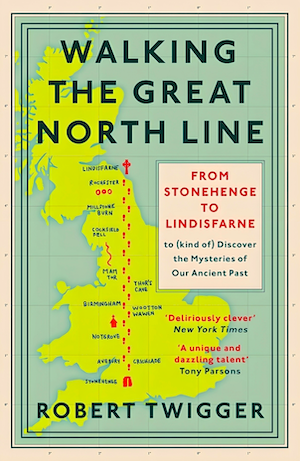 WALKING
THE GREAT
NORTH LINE
FROM
STONEHENGE
TO
LINDISFARNE
to (kind of) Discover
the Mysteries of
Our Ancient Past
LINDISFARNE
ROCHESTER
MILLSTONE
BURN
COCKFIELD
FELL
MAM
TOR
THOR'S
CAVE
BIRMINGHAM
WOOTTON
WAWEN
NOTGROVE
AVEBURY
CRICKLADE
STONEHENGE
'Deliriously clever'
New York Times
'A unique and
dazzling talent'
Tony Parsons
ROBERT TWIGGER